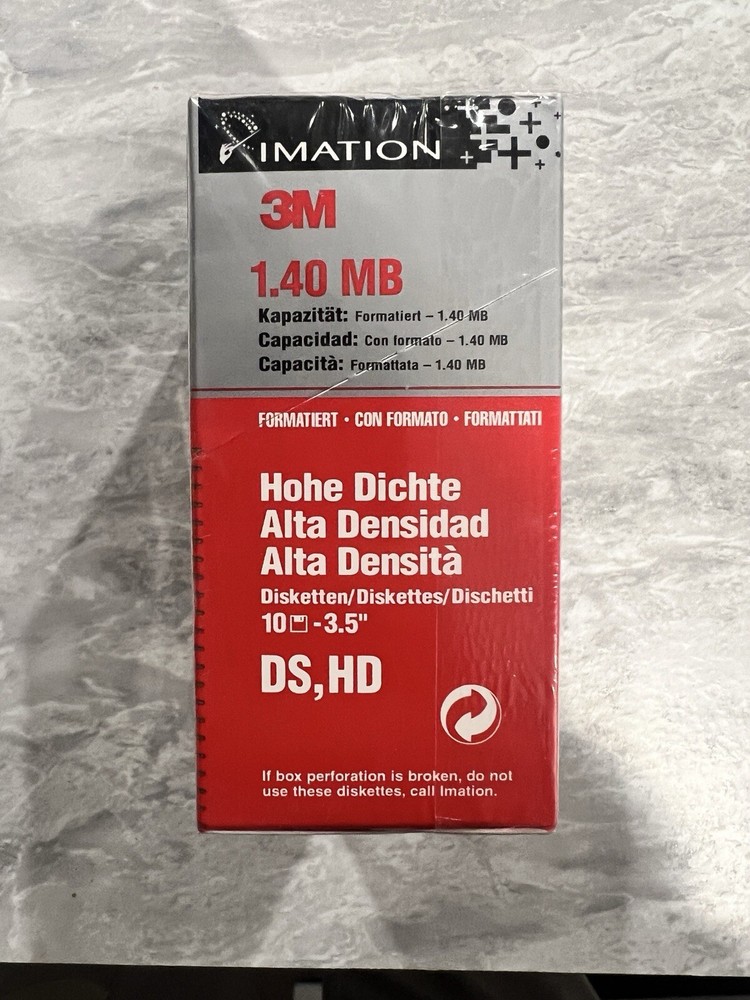 IMATION
3M
1.40 MB
Kapazität: Formatiert – 1.40 MB
Capacidad: Con formato – 1.40 MB
Capacità: Formattata – 1.40 MB
FORMATIERT • CON FORMATO • FORMATTATI
Hohe Dichte
Alta Densidad
Alta Densità
Disketten/Diskettes/Dischetti
10 -3.5"
DS,HD
If box perforation is broken, do not
use these diskettes, call Imation.